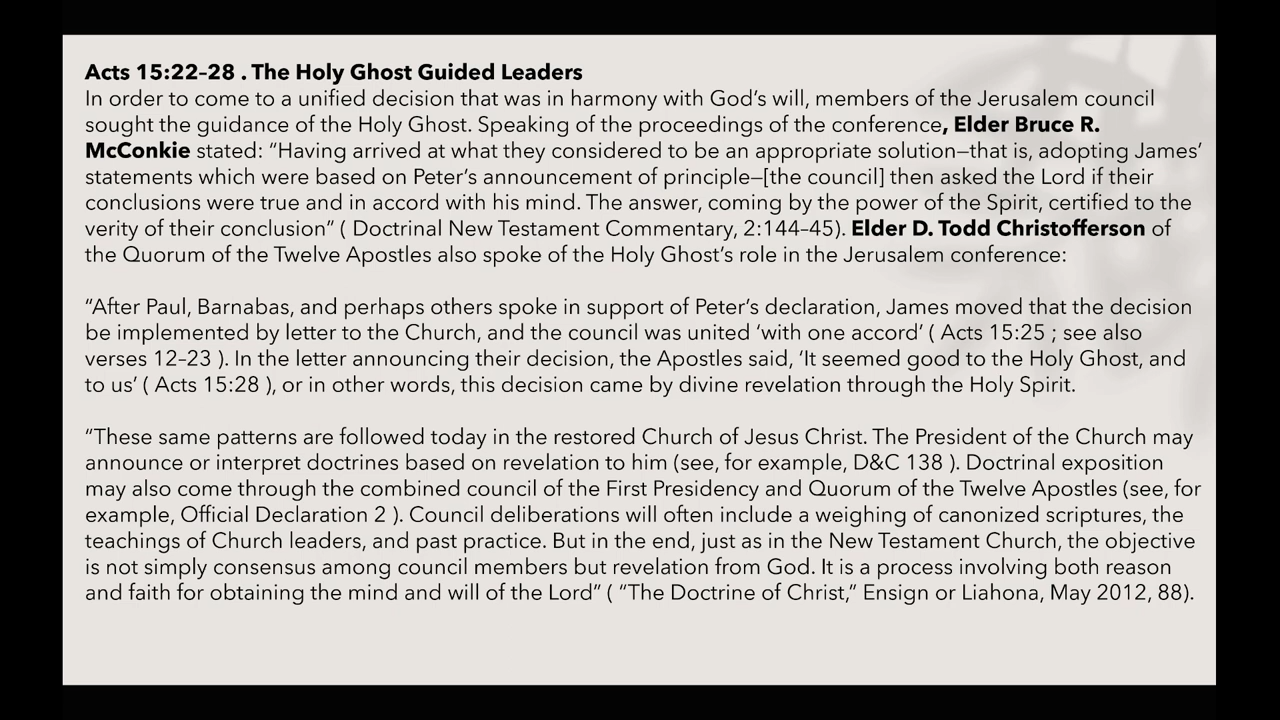 Acts 15:22–28 . The Holy Ghost Guided Leaders
In order to come to a unified decision that was in harmony with God’s will, members of the Jerusalem council
sought the guidance of the Holy Ghost. Speaking of the proceedings of the conference, Elder Bruce R.
McConkie stated: “Having arrived at what they considered to be an appropriate solution—that is, adopting James’
statements which were based on Peter’s announcement of principle—[the council] then asked the Lord if their
conclusions were true and in accord with his mind. The answer, coming by the power of the Spirit, certified to the
verity of their conclusion” ( Doctrinal New Testament Commentary, 2:144–45). Elder D. Todd Christofferson of
the Quorum of the Twelve Apostles also spoke of the Holy Ghost’s role in the Jerusalem conference:
“After Paul, Barnabas, and perhaps others spoke in support of Peter’s declaration, James moved that the decision
be implemented by letter to the Church, and the council was united ‘with one accord’ ( Acts 15:25 ; see also
verses 12–23 ). In the letter announcing their decision, the Apostles said, ‘It seemed good to the Holy Ghost, and
to us’ ( Acts 15:28 ), or in other words, this decision came by divine revelation through the Holy Spirit.
“These same patterns are followed today in the restored Church of Jesus Christ. The President of the Church may
announce or interpret doctrines based on revelation to him (see, for example, D&C 138 ). Doctrinal exposition
may also come through the combined council of the First Presidency and Quorum of the Twelve Apostles (see, for
example, Official Declaration 2 ). Council deliberations will often include a weighing of canonized scriptures, the
teachings of Church leaders, and past practice. But in the end, just as in the New Testament Church, the objective
is not simply consensus among council members but revelation from God. It is a process involving both reason
and faith for obtaining the mind and will of the Lord” ( “The Doctrine of Christ,” Ensign or Liahona, May 2012, 88).